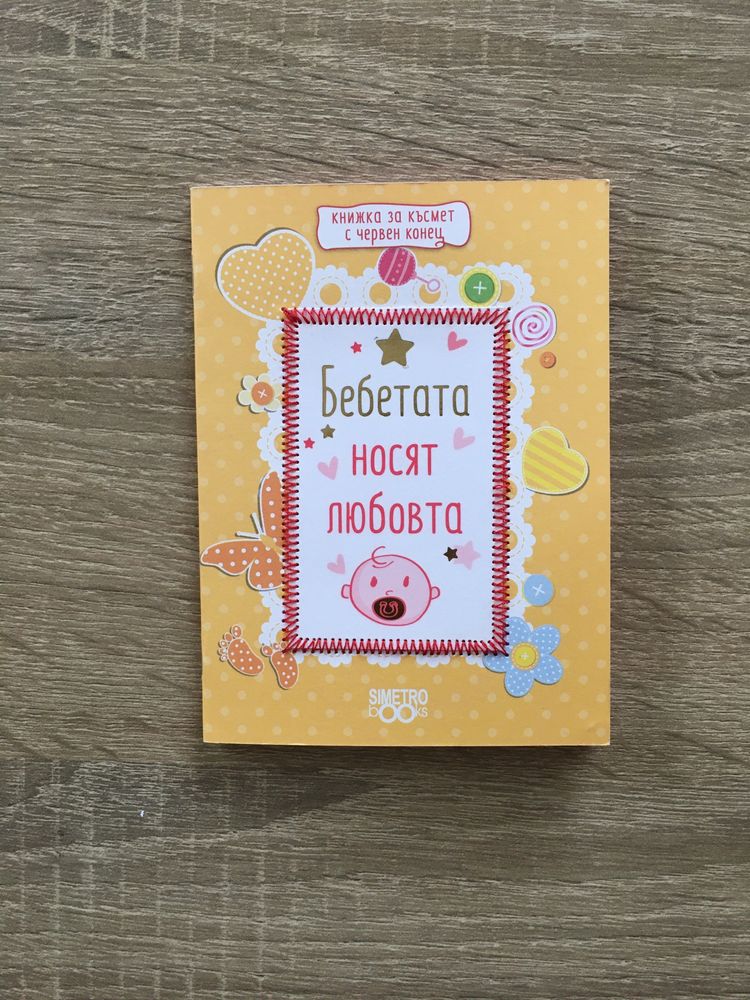 книжка за късмет
с червен конец
Бебетата
носят
любовта
SIMETRO
books